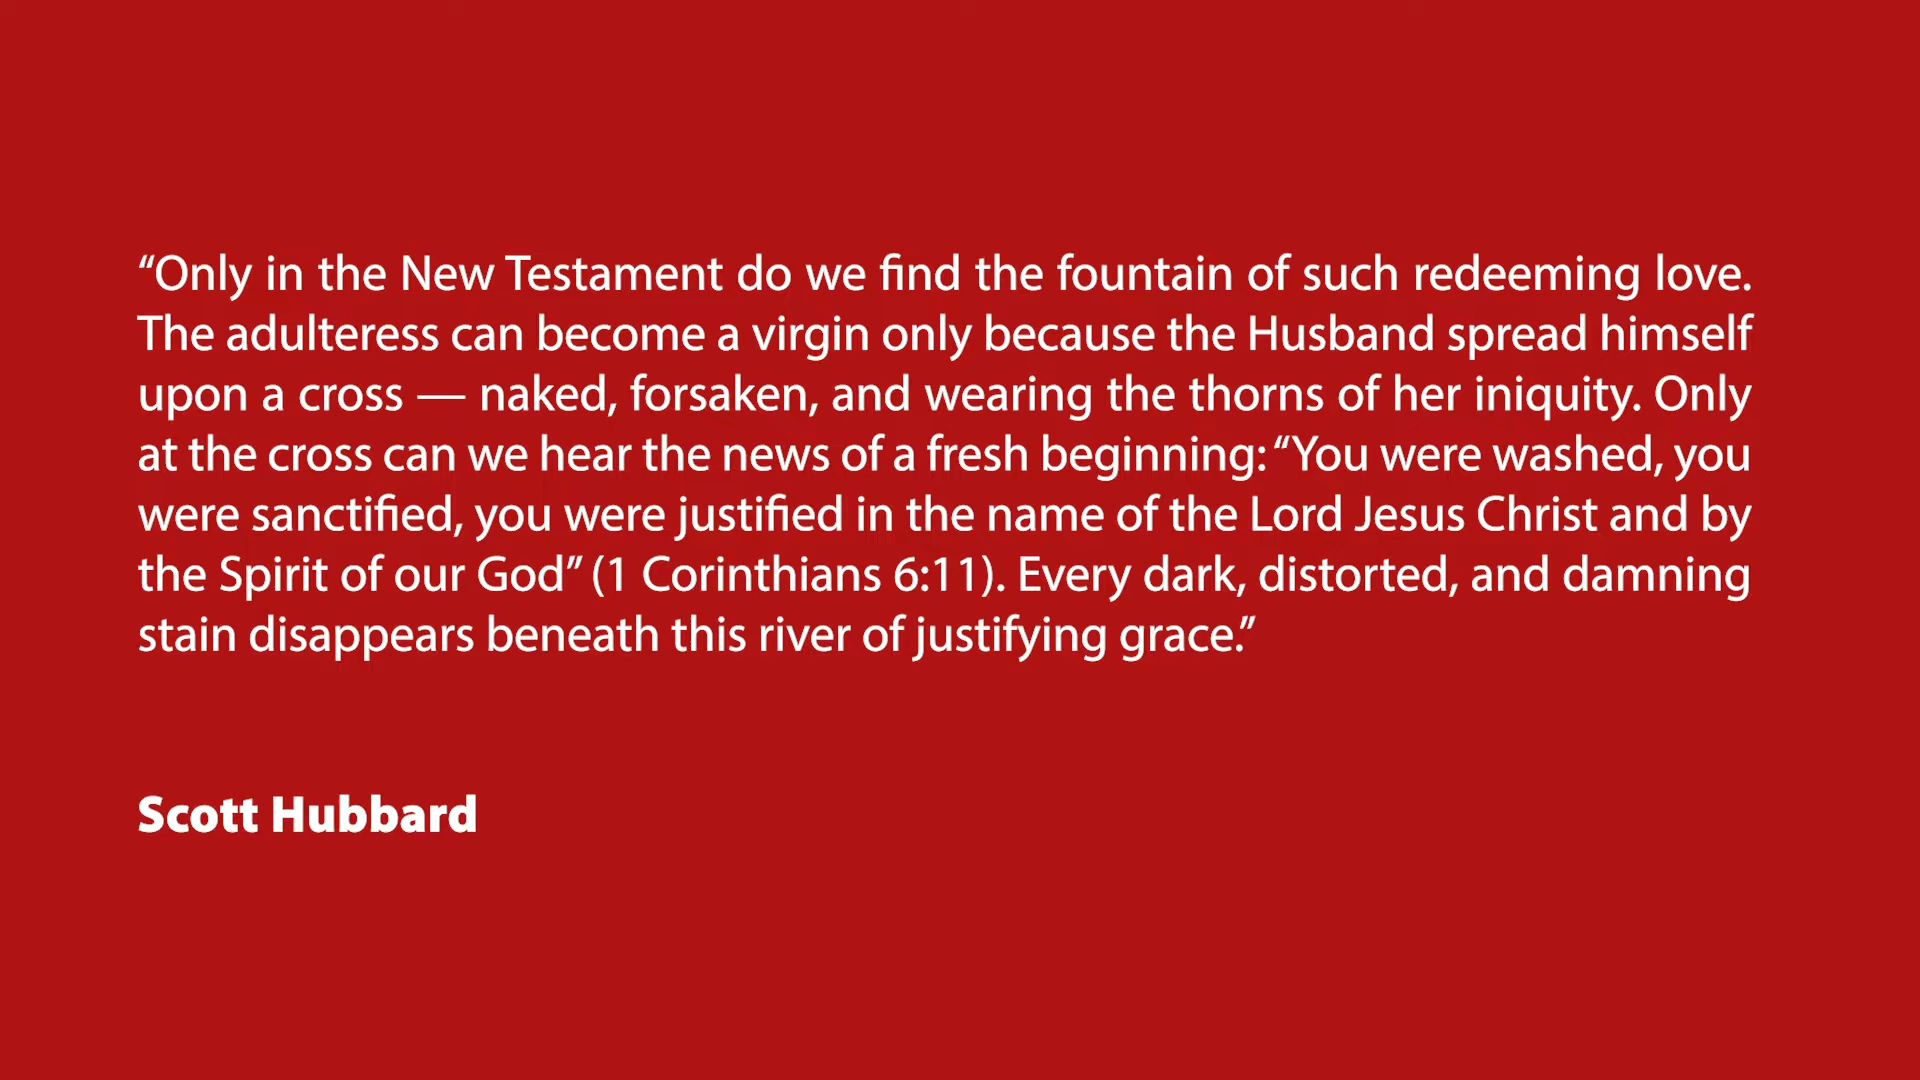 “Only in the New Testament do we find the fountain of such redeeming love.
The adulteress can become a virgin only because the Husband spread himself
upon a cross — naked, forsaken, and wearing the thorns of her iniquity. Only
at the cross can we hear the news of a fresh beginning: “You were washed, you
were sanctified, you were justified in the name of the Lord Jesus Christ and by
the Spirit of our God” (1 Corinthians 6:11). Every dark, distorted, and damning
stain disappears beneath this river of justifying grace.”
Scott Hubbard